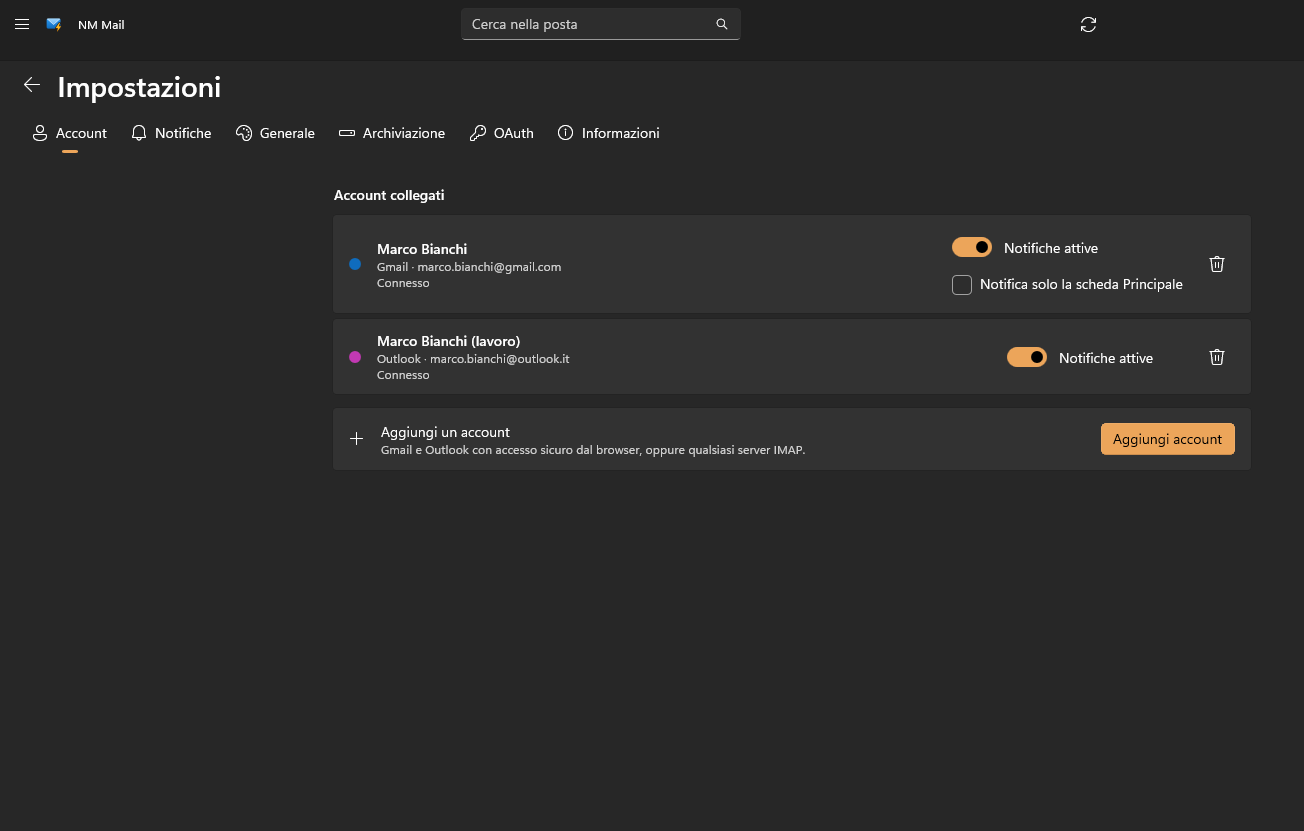 NM Mail
Cerca nella posta
Impostazioni
Account
Notifiche
Generale
Archiviazione
OAuth
Informazioni
Account collegati
Marco Bianchi
Gmail · marco.bianchi@gmail.com
Connesso
Notifiche attive
Notifica solo la scheda Principale
Marco Bianchi (lavoro)
Outlook · marco.bianchi@outlook.it
Connesso
Notifiche attive
Aggiungi un account
Gmail e Outlook con accesso sicuro dal browser, oppure qualsiasi server IMAP.
Aggiungi account